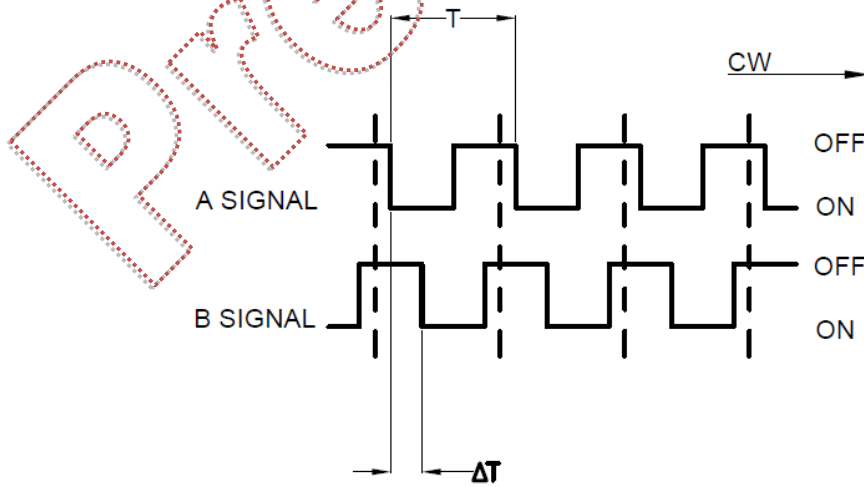 Pre
T
CW
OFF
A SIGNAL
ON
OFF
B SIGNAL
ON
ΔT